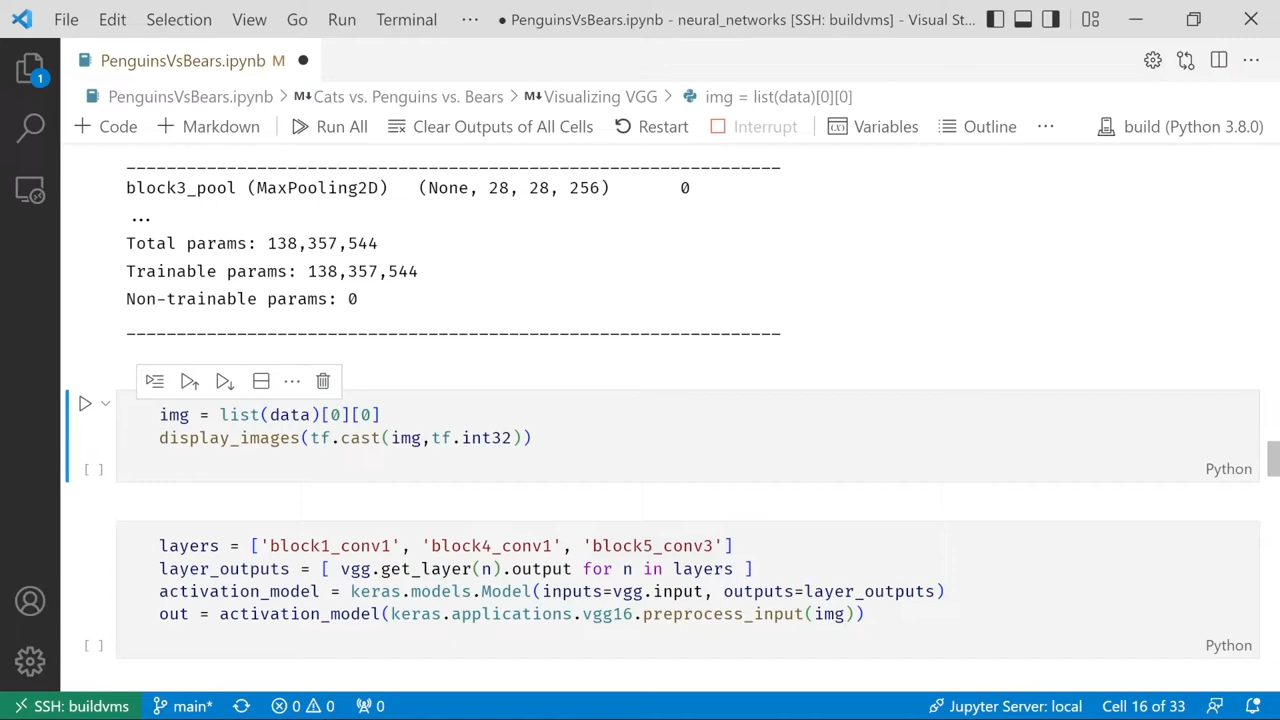 File Edit Selection View Go Run Terminal ··· ● PenguinsVsBears.ipynb - neural_networks [SSH: buildvms] - Visual St...
PenguinsVsBears.ipynb M ●
PenguinsVsBears.ipynb > M↓Cats vs. Penguins vs. Bears > M↓Visualizing VGG > img = list(data)[0][0]
+ Code + Markdown Run All Clear Outputs of All Cells Restart Interrupt Variables Outline ··· build (Python 3.8.0)
1
_________________________________________________________________
block3_pool (MaxPooling2D) (None, 28, 28, 256) 0
...
Total params: 138,357,544
Trainable params: 138,357,544
Non-trainable params: 0
_________________________________________________________________
img = list(data)[0][0]
display_images(tf.cast(img,tf.int32))
[ ] Python
layers = ['block1_conv1', 'block4_conv1', 'block5_conv3']
layer_outputs = [ vgg.get_layer(n).output for n in layers ]
activation_model = keras.models.Model(inputs=vgg.input, outputs=layer_outputs)
out = activation_model(keras.applications.vgg16.preprocess_input(img))
[ ] Python
SSH: buildvms main* 0 0 0 Jupyter Server: local Cell 16 of 33